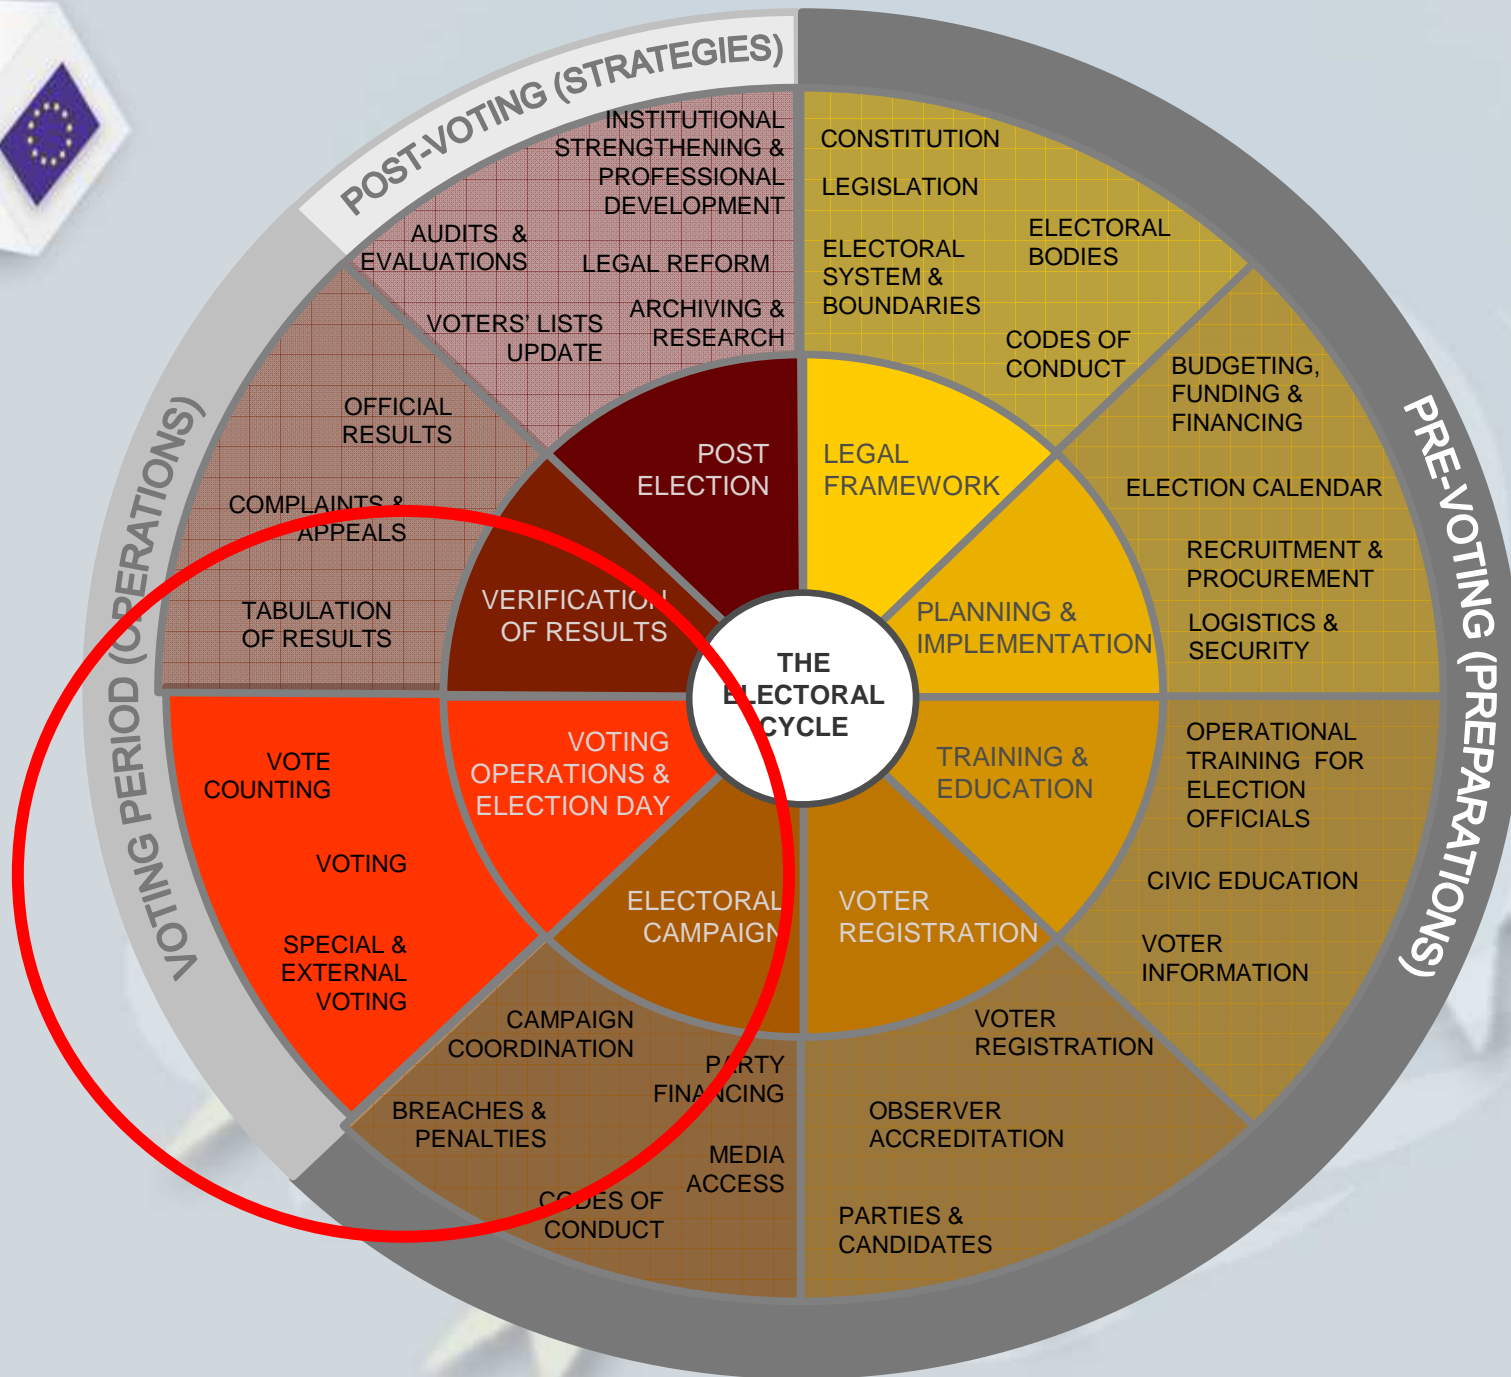 POST-VOTING (STRATEGIES)
PRE-VOTING (PREPARATIONS)
VOTING PERIOD (OPERATIONS)
THE
ELECTORAL
CYCLE
LEGAL
FRAMEWORK
CONSTITUTION
LEGISLATION
ELECTORAL
SYSTEM &
BOUNDARIES
ELECTORAL
BODIES
CODES OF
CONDUCT
PLANNING &
IMPLEMENTATION
BUDGETING,
FUNDING &
FINANCING
ELECTION CALENDAR
RECRUITMENT &
PROCUREMENT
LOGISTICS &
SECURITY
TRAINING &
EDUCATION
OPERATIONAL
TRAINING FOR
ELECTION
OFFICIALS
CIVIC EDUCATION
VOTER
INFORMATION
VOTER
REGISTRATION
VOTER
REGISTRATION
OBSERVER
ACCREDITATION
PARTIES &
CANDIDATES
ELECTORAL
CAMPAIGN
CAMPAIGN
COORDINATION
PARTY
FINANCING
BREACHES &
PENALTIES
MEDIA
ACCESS
CODES OF
CONDUCT
VOTING
OPERATIONS &
ELECTION DAY
VOTE
COUNTING
VOTING
SPECIAL &
EXTERNAL
VOTING
VERIFICATION
OF RESULTS
OFFICIAL
RESULTS
COMPLAINTS &
APPEALS
TABULATION
OF RESULTS
POST
ELECTION
INSTITUTIONAL
STRENGTHENING &
PROFESSIONAL
DEVELOPMENT
AUDITS &
EVALUATIONS
LEGAL REFORM
VOTERS' LISTS
UPDATE
ARCHIVING &
RESEARCH